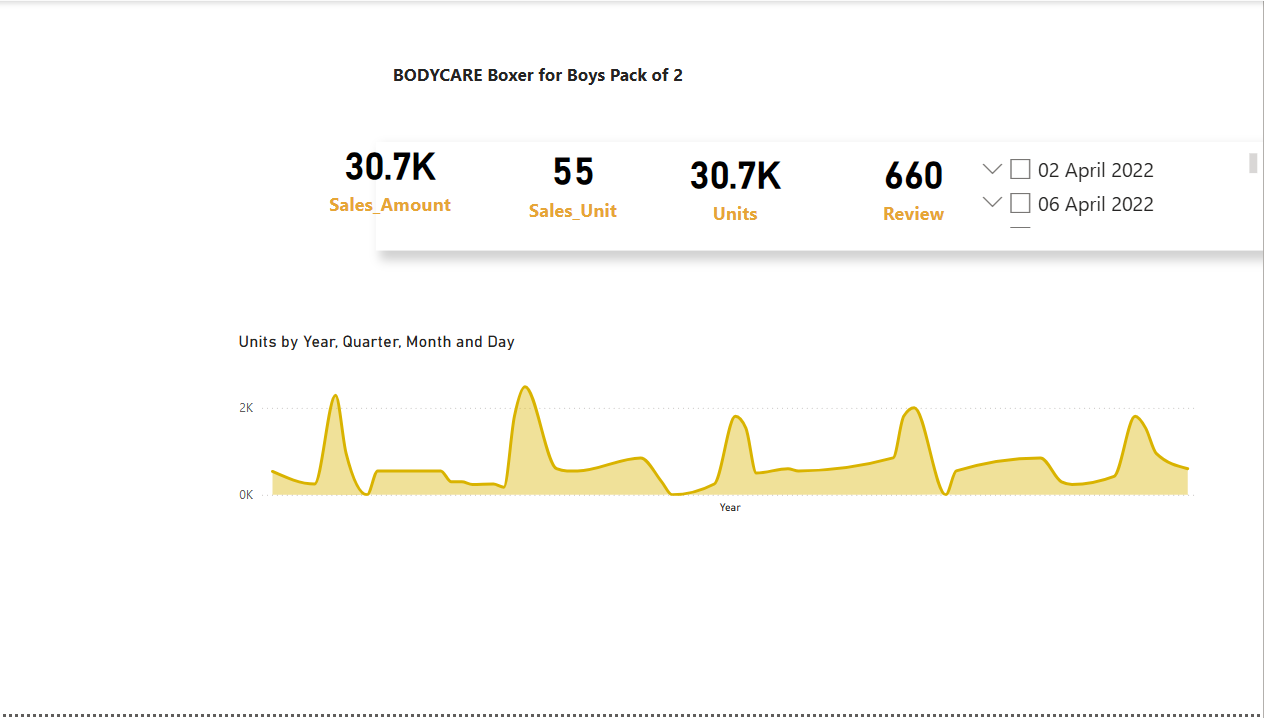 BODYCARE Boxer for Boys Pack of 2
30.7K
Sales_Amount
55
Sales_Unit
30.7K
Units
660
Review
02 April 2022
06 April 2022
Units by Year, Quarter, Month and Day
2K
0K
Year